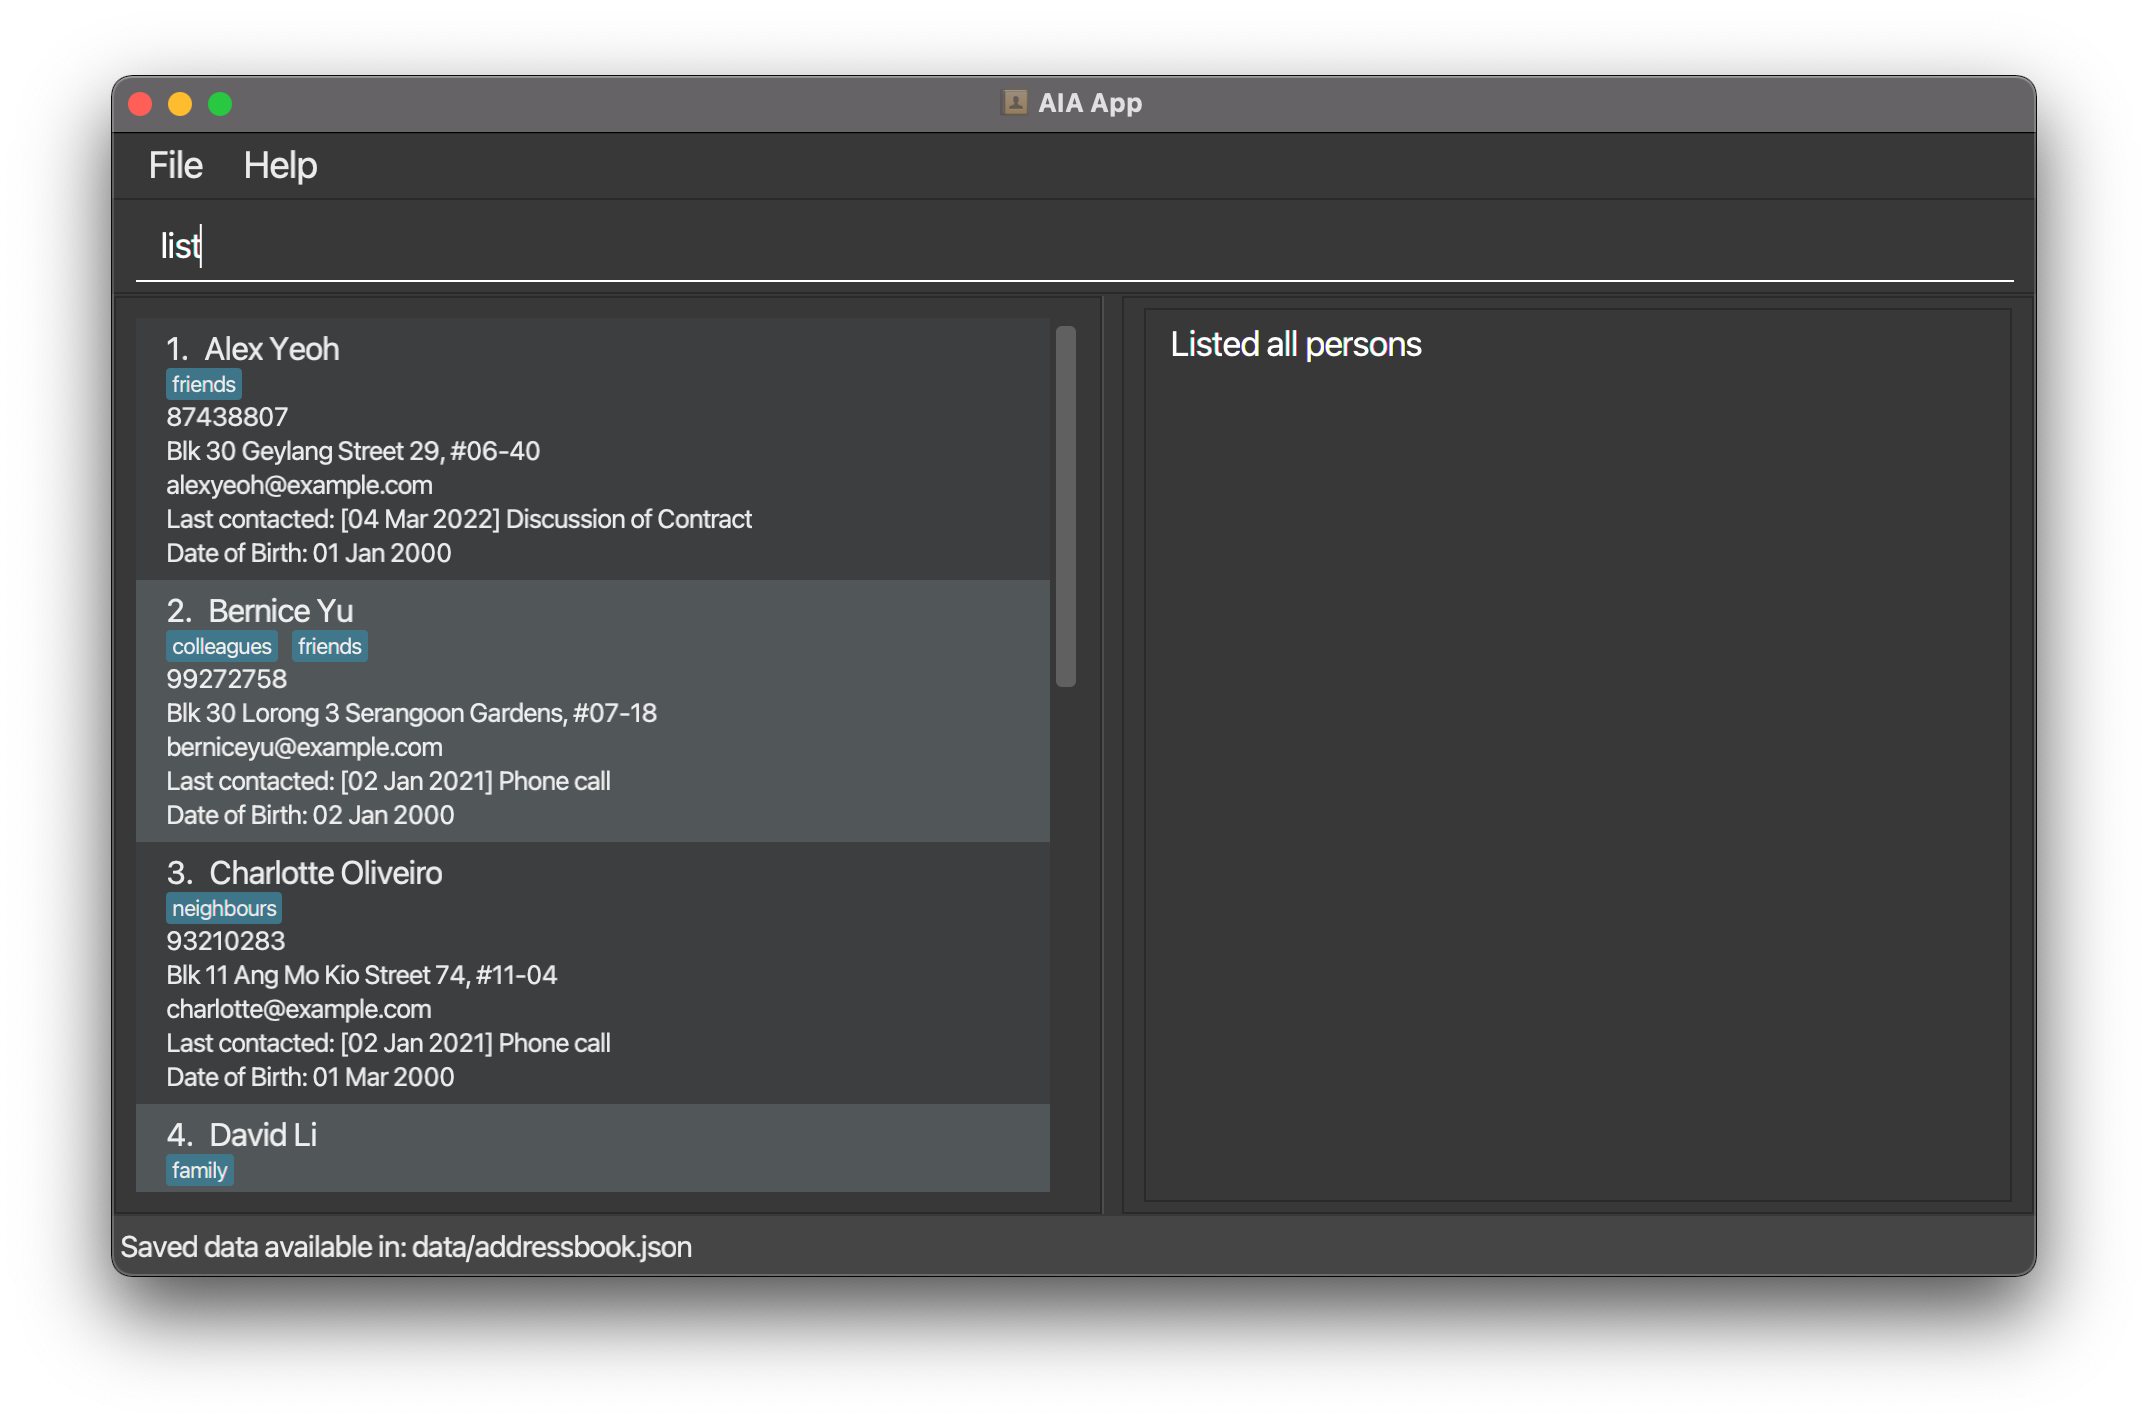 AIA App
File Help
list
1. Alex Yeoh
friends
87438807
Blk 30 Geylang Street 29, #06-40
alexyeoh@example.com
Last contacted: [04 Mar 2022] Discussion of Contract
Date of Birth: 01 Jan 2000
2. Bernice Yu
colleagues friends
99272758
Blk 30 Lorong 3 Serangoon Gardens, #07-18
berniceyu@example.com
Last contacted: [02 Jan 2021] Phone call
Date of Birth: 02 Jan 2000
3. Charlotte Oliveiro
neighbours
93210283
Blk 11 Ang Mo Kio Street 74, #11-04
charlotte@example.com
Last contacted: [02 Jan 2021] Phone call
Date of Birth: 01 Mar 2000
4. David Li
family
Listed all persons
Saved data available in: data/addressbook.json